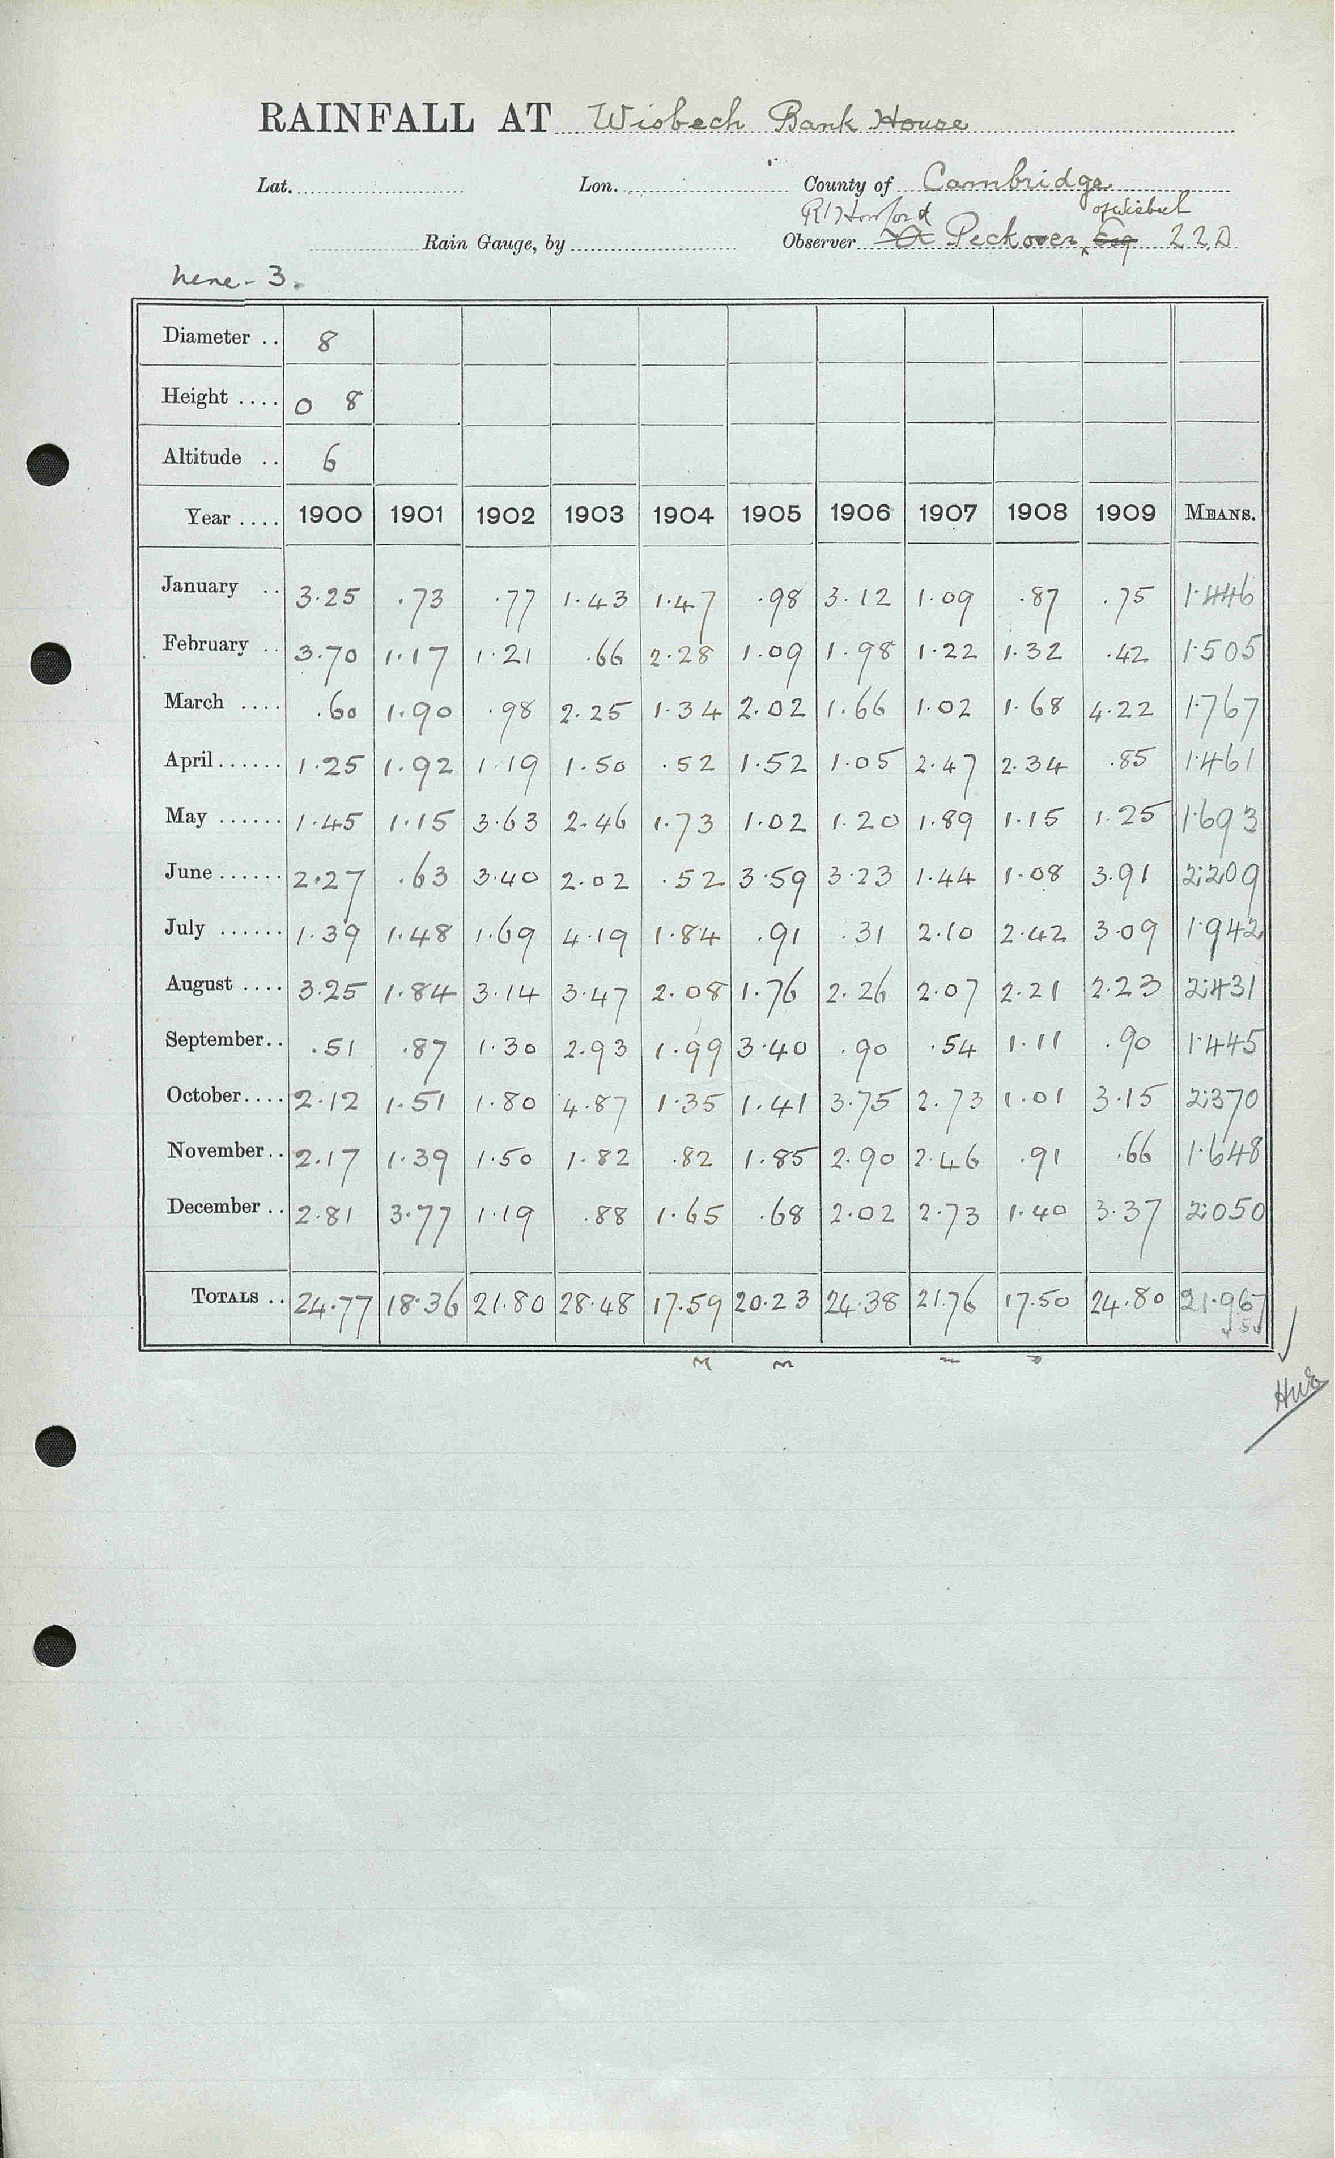 RAINFALL AT Wisbech Bank House
Lat. Lon. County of Cambridge
of Wisbech
Rain Gauge, by Observer A Peckover, Esq 22.D
Nene - 3.
Diameter .. 8
Height .... 0 8
Altitude .. 6
Year .... 1900 1901 1902 1903 1904 1905 1906 1907 1908 1909 MEANS.
January .. 3.25 .73 .77 1.43 1.47 .98 3.12 1.09 .87 .75 1.446
February .. 3.70 1.17 1.21 .66 2.28 1.09 1.98 1.22 1.32 .42 1.505
March .... .60 1.90 .98 2.25 1.34 2.02 1.66 1.02 1.68 4.22 1.767
April...... 1.25 1.92 1.19 1.50 .52 1.52 1.05 2.47 2.34 .85 1.461
May ...... 1.45 1.15 3.63 2.46 1.73 1.02 1.20 1.89 1.15 1.25 1.693
June ...... 2.27 .63 3.40 2.02 .52 3.59 3.23 1.44 1.08 3.91 2.209
July ...... 1.39 1.48 1.69 4.19 1.84 .91 .31 2.10 2.42 3.09 1.942
August .... 3.25 1.84 3.14 3.47 2.08 1.76 2.26 2.07 2.21 2.23 2.431
September.. .51 .87 1.30 2.93 1.99 3.40 .90 .54 1.11 .90 1.445
October.... 2.12 1.51 1.80 4.87 1.35 1.41 3.75 2.73 1.01 3.15 2.370
November.. 2.17 1.39 1.50 1.82 .82 1.85 2.90 2.46 .91 .66 1.648
December .. 2.81 3.77 1.19 .88 1.65 .68 2.02 2.73 1.40 3.37 2.050
TOTALS .. 24.77 18.36 21.80 28.48 17.59 20.23 24.38 21.76 17.50 24.80 21.967